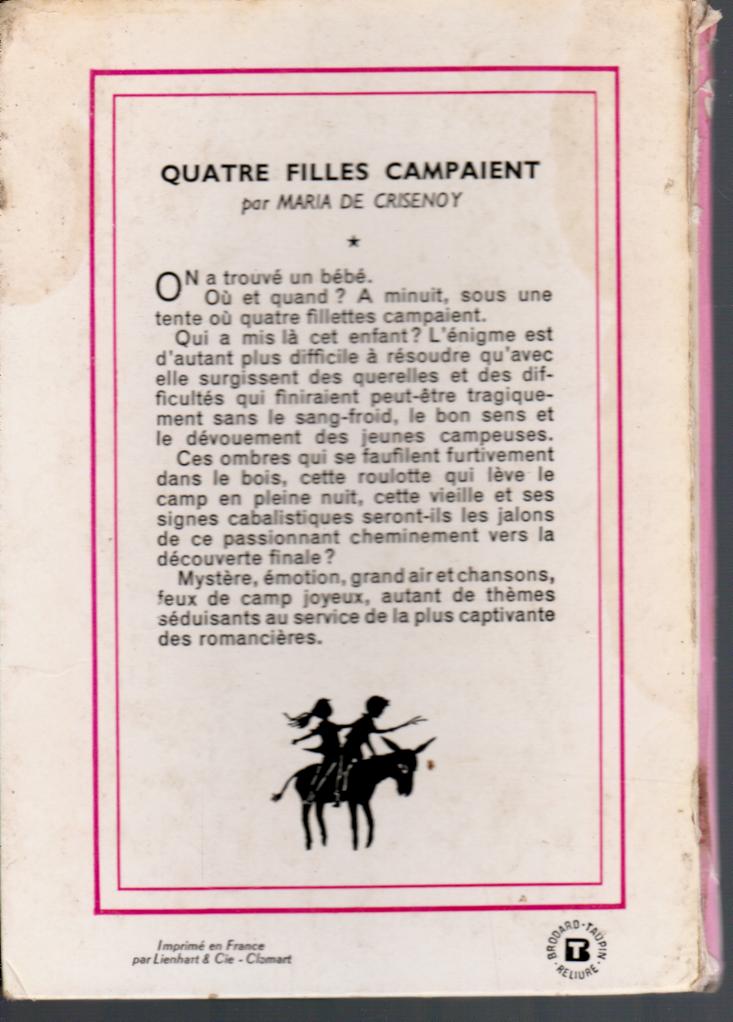 QUATRE FILLES CAMPAIENT
par MARIA DE CRISENOY
ON a trouvé un bébé.
Où et quand ? A minuit, sous une
tente où quatre fillettes campaient.
Qui a mis là cet enfant ? L'énigme est
d'autant plus difficile à résoudre qu'avec
elle surgissent des querelles et des dif-
ficultés qui finiraient peut-être tragique-
ment sans le sang-froid, le bon sens et
le dévouement des jeunes campeuses.
Ces ombres qui se faufilent furtivement
dans le bois, cette roulotte qui lève le
camp en pleine nuit, cette vieille et ses
signes cabalistiques seront-ils les jalons
de ce passionnant cheminement vers la
découverte finale ?
Mystère, émotion, grand air et chansons,
feux de camp joyeux, autant de thèmes
séduisants au service de la plus captivante
des romancières.
Imprimé en France
par Lienhart & Cie - Clamart
BRODARD - TAUPIN
BT
- RELIURE -